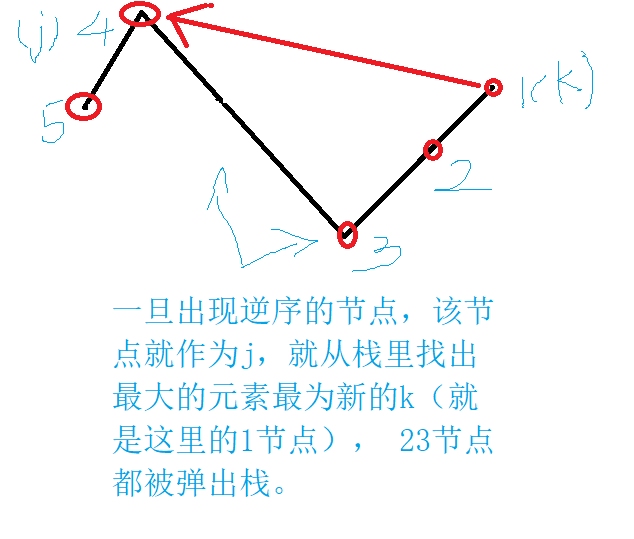 (j) 4
1(k)
5
2
3
一旦出现逆序的节点，该节
点就作为j，就从栈里找出
最大的元素最为新的k（就
是这里的1节点）， 23节点
都被弹出栈。